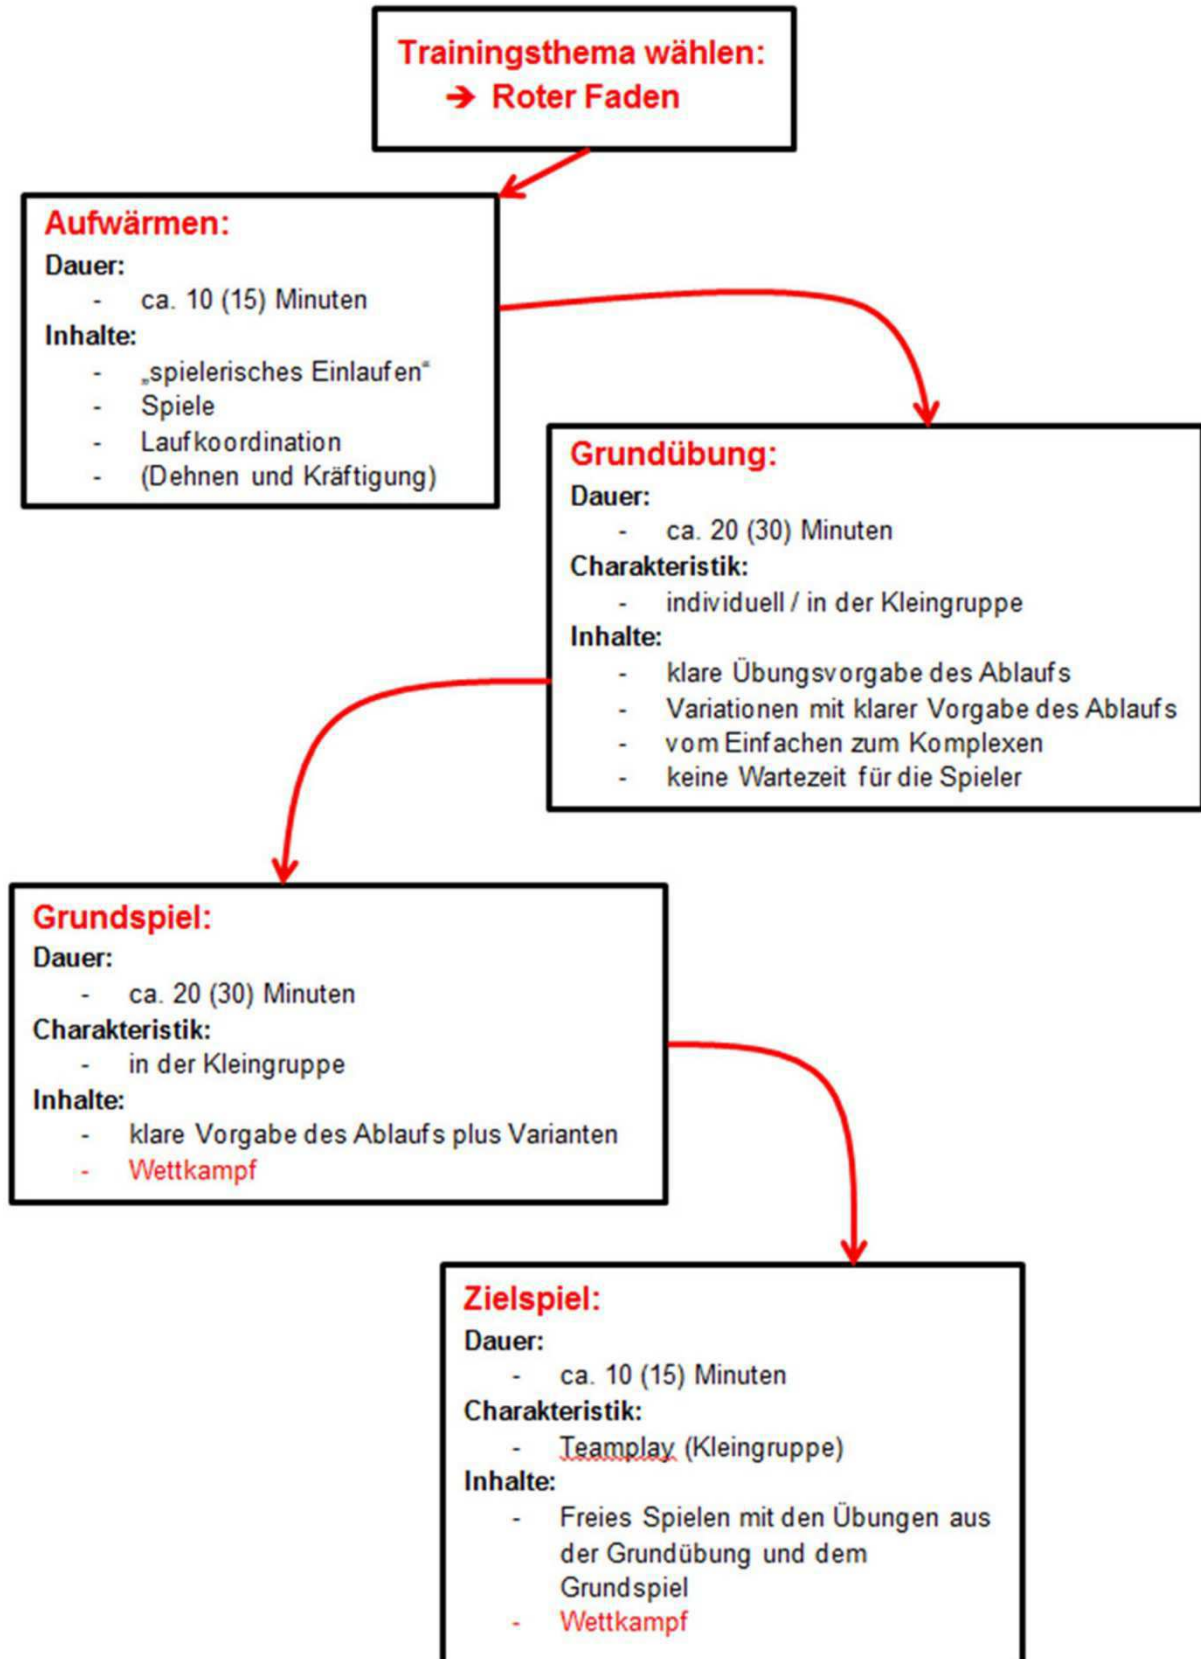 Trainingsthema wählen:
➔ Roter Faden
Aufwärmen:
Dauer:
- ca. 10 (15) Minuten
Inhalte:
- „spielerisches Einlaufen“
- Spiele
- Laufkoordination
- (Dehnen und Kräftigung)
Grundübung:
Dauer:
- ca. 20 (30) Minuten
Charakteristik:
- individuell / in der Kleingruppe
Inhalte:
- klare Übungsvorgabe des Ablaufs
- Variationen mit klarer Vorgabe des Ablaufs
- vom Einfachen zum Komplexen
- keine Wartezeit für die Spieler
Grundspiel:
Dauer:
- ca. 20 (30) Minuten
Charakteristik:
- in der Kleingruppe
Inhalte:
- klare Vorgabe des Ablaufs plus Varianten
- Wettkampf
Zielspiel:
Dauer:
- ca. 10 (15) Minuten
Charakteristik:
- Teamplay (Kleingruppe)
Inhalte:
- Freies Spielen mit den Übungen aus
der Grundübung und dem
Grundspiel
- Wettkampf